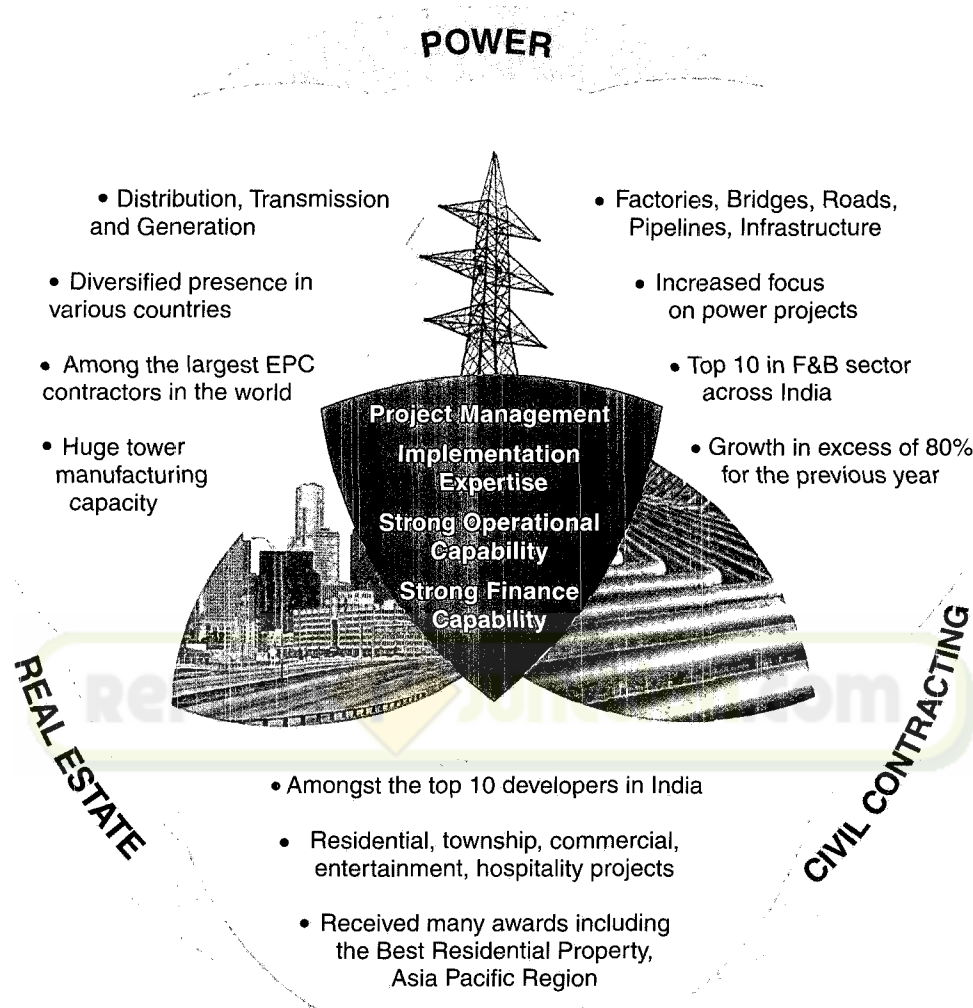 POWER
• Distribution, Transmission
and Generation
• Diversified presence in
various countries
• Among the largest EPC
contractors in the world
• Huge tower
manufacturing
capacity
• Factories, Bridges, Roads,
Pipelines, Infrastructure
• Increased focus
on power projects
• Top 10 in F&B sector
across India
• Growth in excess of 80%
for the previous year
Project Management
Implementation
Expertise
Strong Operational
Capability
Strong Finance
Capability
REAL ESTATE
CIVIL CONTRACTING
• Amongst the top 10 developers in India
• Residential, township, commercial,
entertainment, hospitality projects
• Received many awards including
the Best Residential Property,
Asia Pacific Region